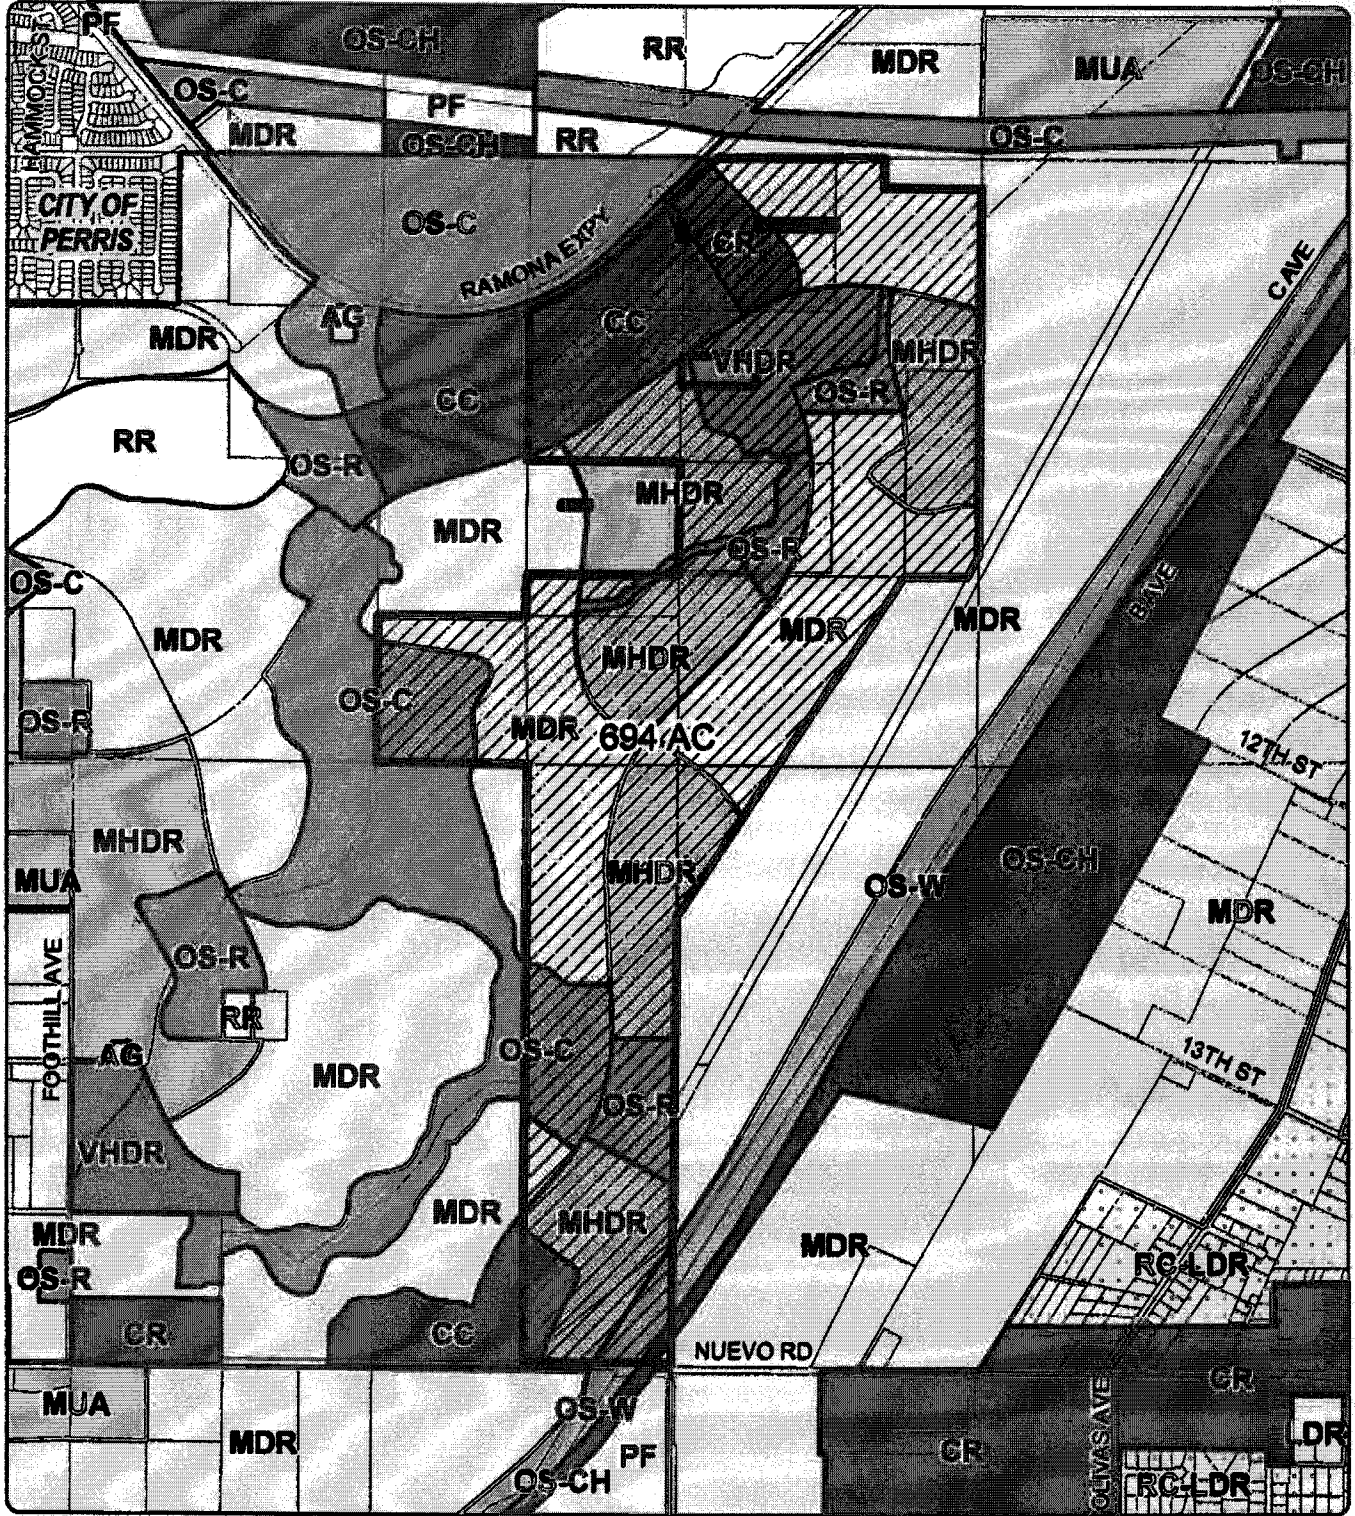 PF
HAMMOCK ST
OS-CH
RR
MDR
MUA
OS-CH
OS-C
PF
MDR
OS-CH
RR
OS-C
CITY OF
PERRIS
OS-C
RAMONA EXPY
CR
C AVE
AG
MDR
CC
VHDR
MHDR
OS-R
CC
RR
OS-R
MHDR
MDR
OS-R
OS-C
B AVE
MDR
MDR
MDR
MHDR
OS-C
OS-R
MDR
694 AC
12TH ST
MHDR
MUA
MHDR
OS-CH
OS-W
MDR
FOOTHILL AVE
OS-R
RR
AG
MDR
OS-C
13TH ST
OS-R
VHDR
MDR
MHDR
MDR
MDR
OS-R
RC-LDR
CR
CC
NUEVO RD
MUA
OS-W
CR
MDR
PF
CR
OLIVAS AVE
LDR
OS-CH
RC-LDR